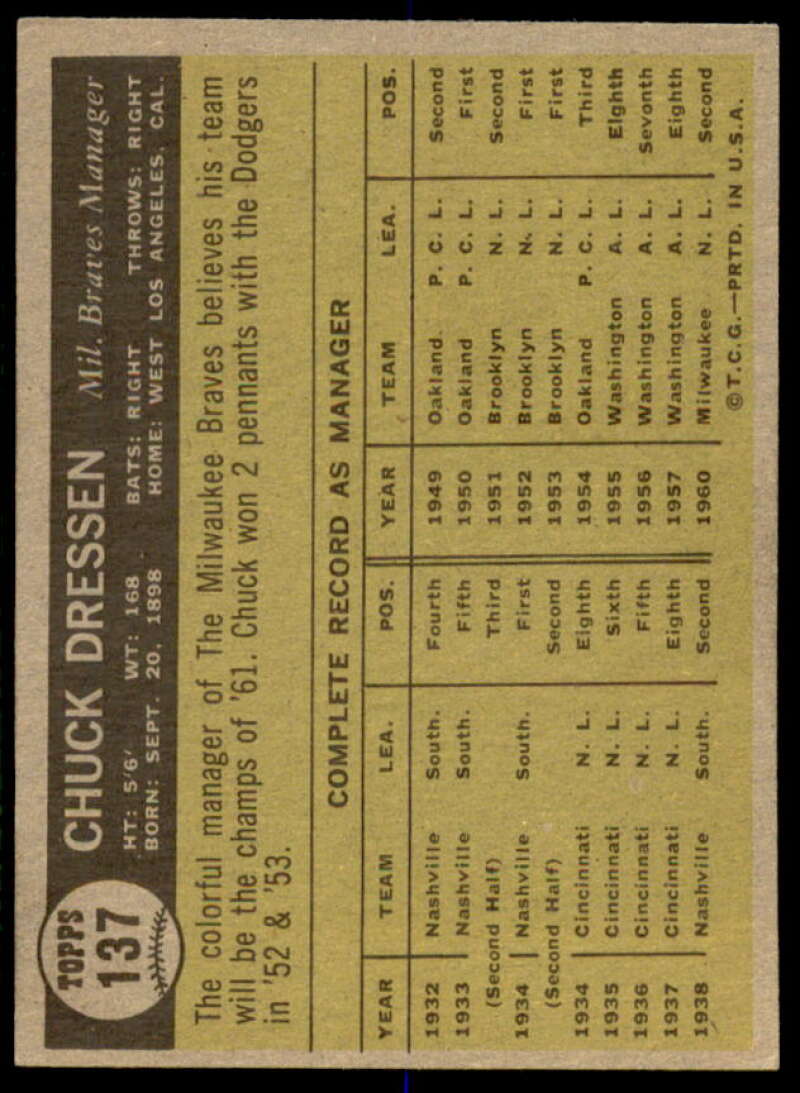 TOPPS
137
CHUCK DRESSEN Mil. Braves Manager
HT: 5'6' WT: 168 BATS: RIGHT THROWS: RIGHT
BORN: SEPT. 20, 1898 HOME: WEST LOS ANGELES, CAL.
The colorful manager of The Milwaukee Braves believes his team
will be the champs of '61. Chuck won 2 pennants with the Dodgers
in '52 & '53.
COMPLETE RECORD AS MANAGER
YEAR TEAM LEA. POS. YEAR TEAM LEA. POS.
1932 Nashville South. Fourth 1949 Oakland. P. C. L. Second
1933 Nashville South. Fifth 1950 Oakland P. C. L. First
(Second Half) Third 1951 Brooklyn N. L. Second
1934 Nashville South. First 1952 Brooklyn N. L. First
(Second Half) Second 1953 Brooklyn N. L. First
1934 Cincinnati N. L. Eighth 1954 Oakland P. C. L. Third
1935 Cincinnati N. L. Sixth 1955 Washington A. L. Eighth
1936 Cincinnati N. L. Fifth 1956 Washington A. L. Sevonth
1937 Cincinnati N. L. Eighth 1957 Washington A. L. Eighth
1938 Nashville South. Second 1960 Milwaukee N. L. Second
©T.C.G.—PRTD. IN U.S.A.